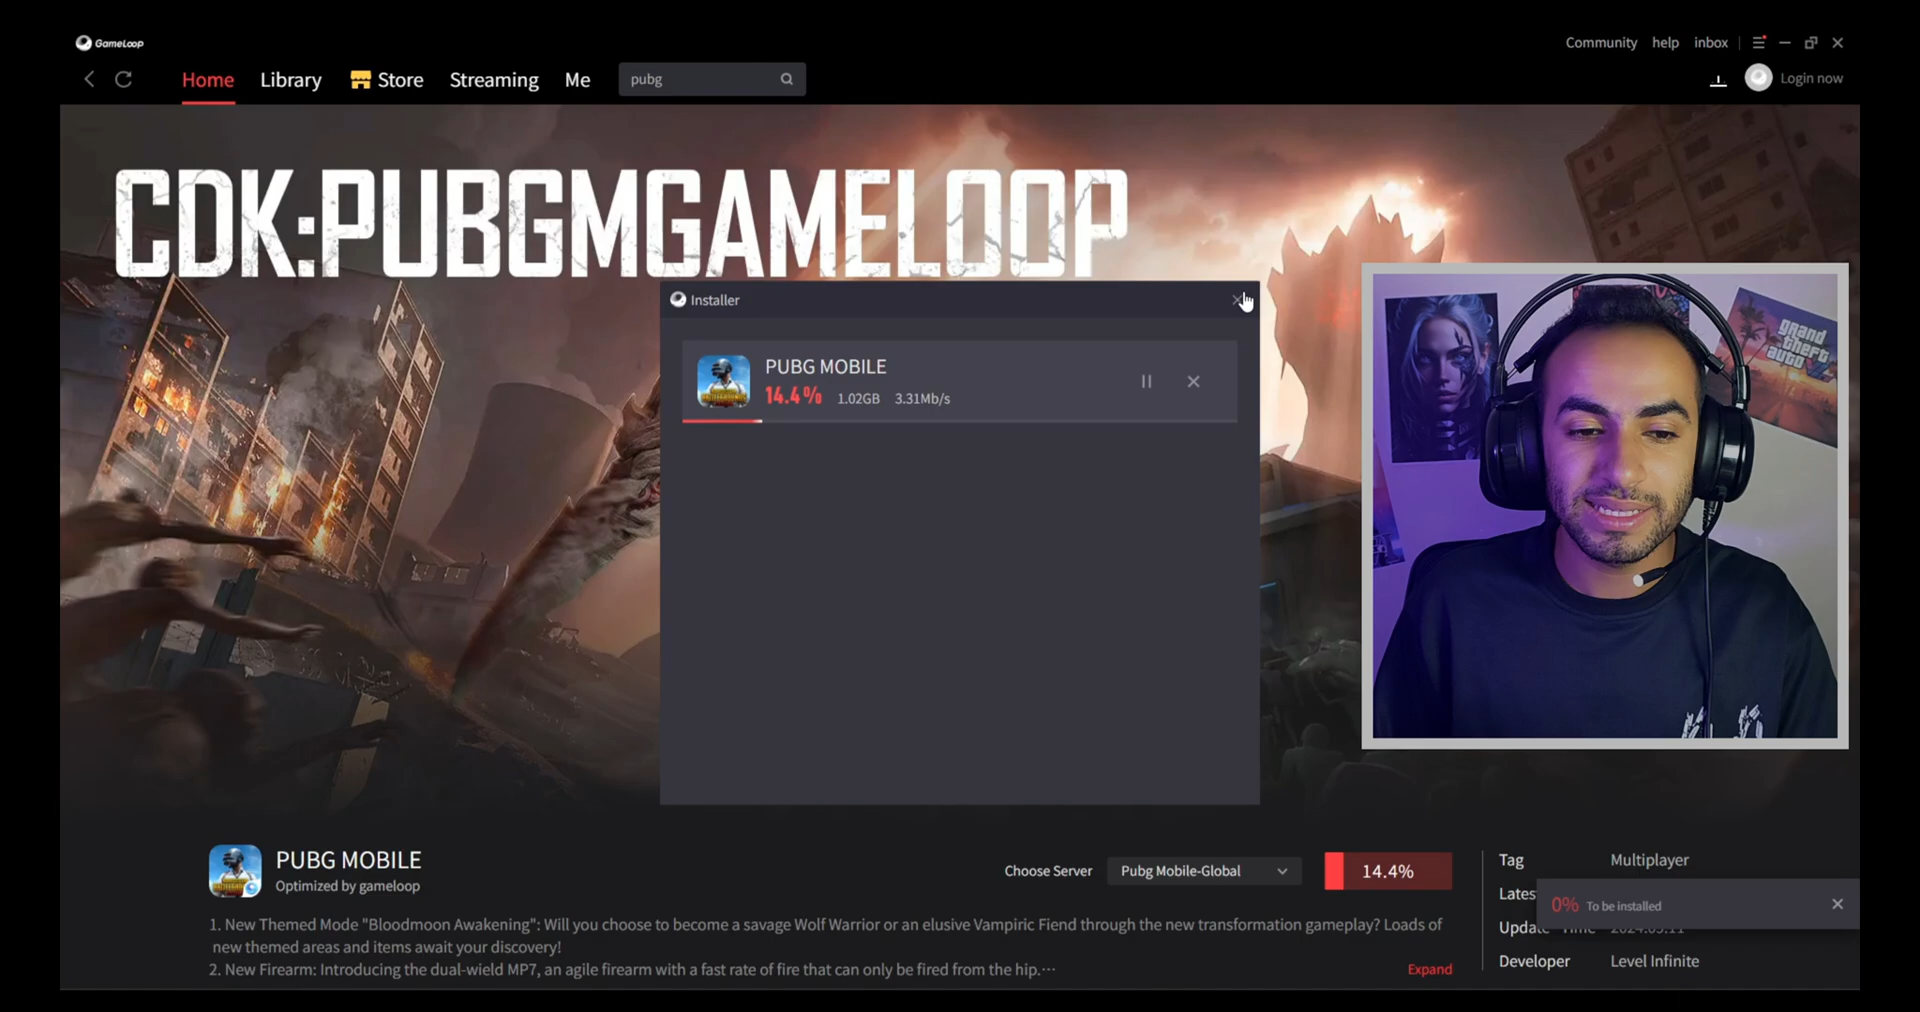 GameLoop
Community help inbox
Home Library Store Streaming Me pubg
Login now
CDK:PUBGMGAMELOOP
Installer
PUBG MOBILE
14.4% 1.02GB 3.31Mb/s
grand
theft
auto
PUBG MOBILE
Optimized by gameloop
Choose Server Pubg Mobile-Global 14.4%
1. New Themed Mode "Bloodmoon Awakening": Will you choose to become a savage Wolf Warrior or an elusive Vampiric Fiend through the new transformation gameplay? Loads of
new themed areas and items await your discovery!
2. New Firearm: Introducing the dual-wield MP7, an agile firearm with a fast rate of fire that can only be fired from the hip.···
Expand
Tag Multiplayer
0% To be installed
Developer Level Infinite